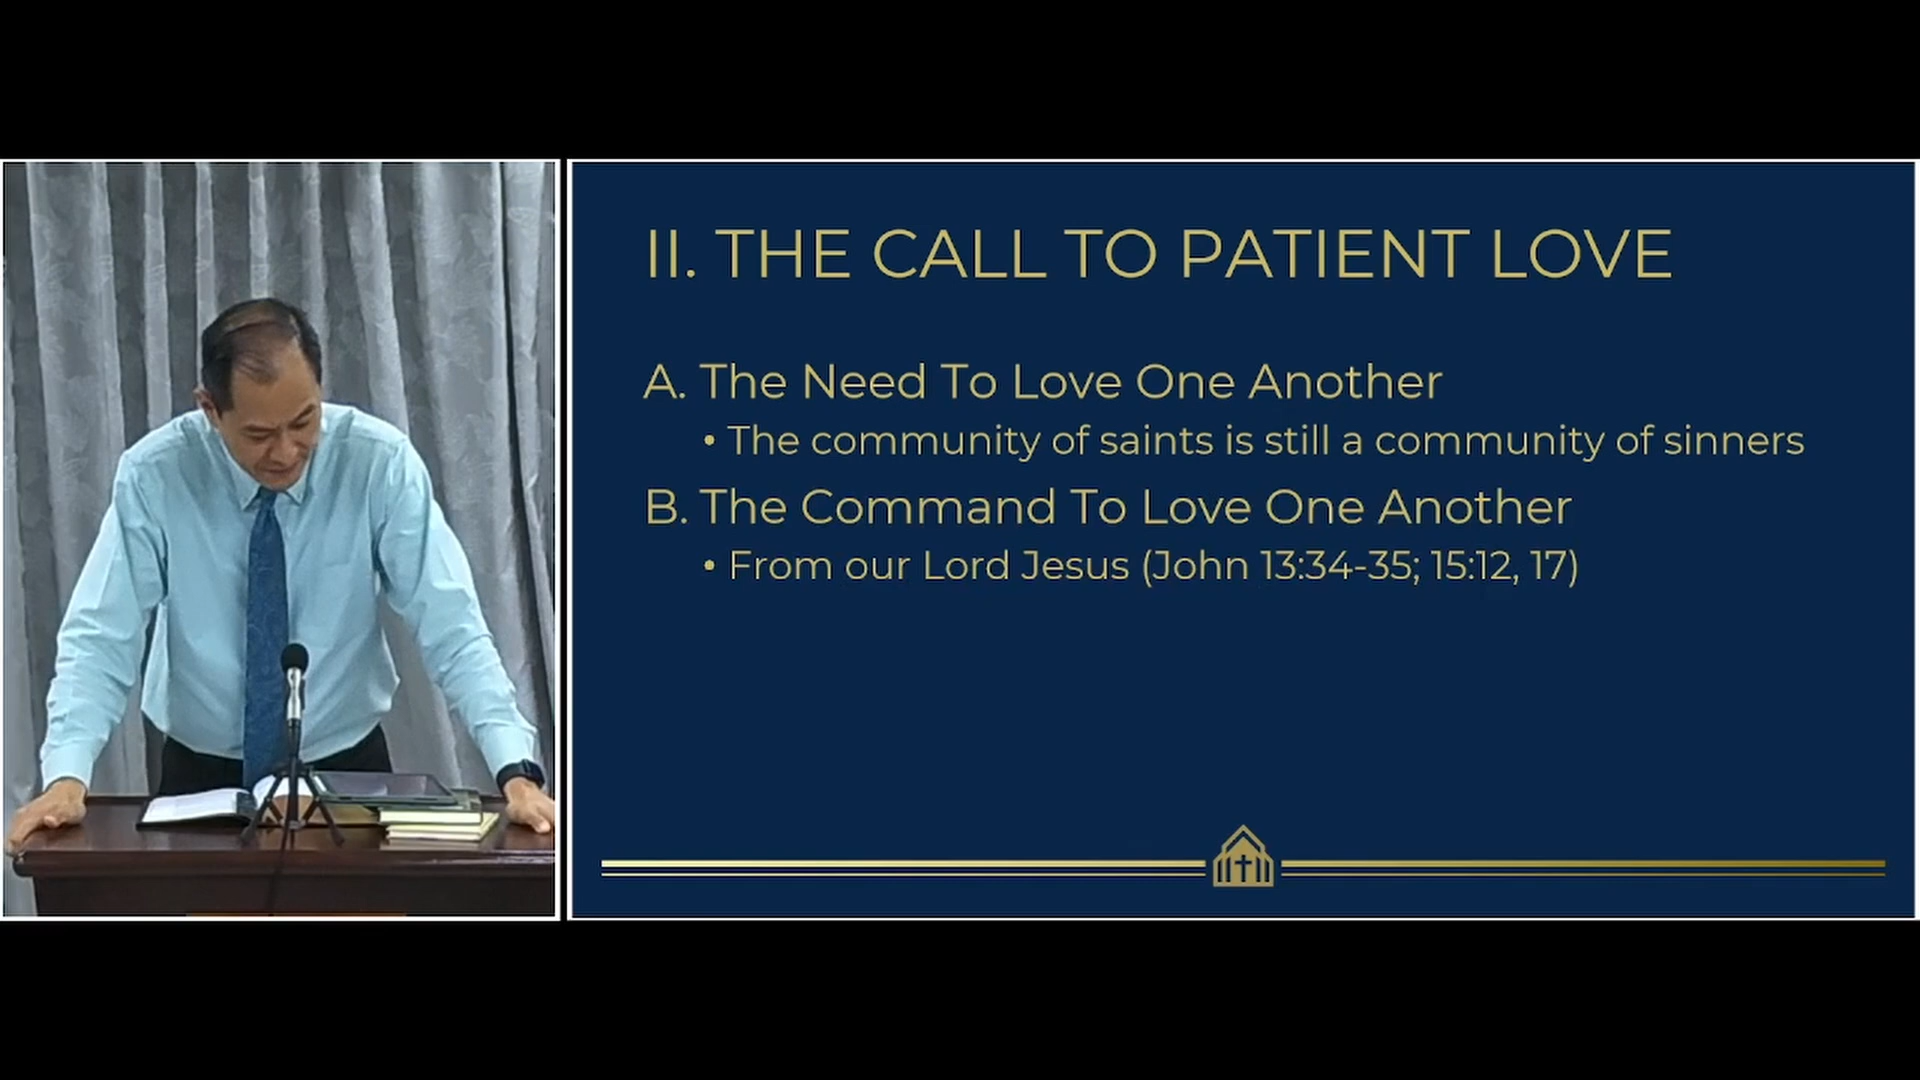 II. THE CALL TO PATIENT LOVE
A. The Need To Love One Another
• The community of saints is still a community of sinners
B. The Command To Love One Another
• From our Lord Jesus (John 13:34-35; 15:12, 17)